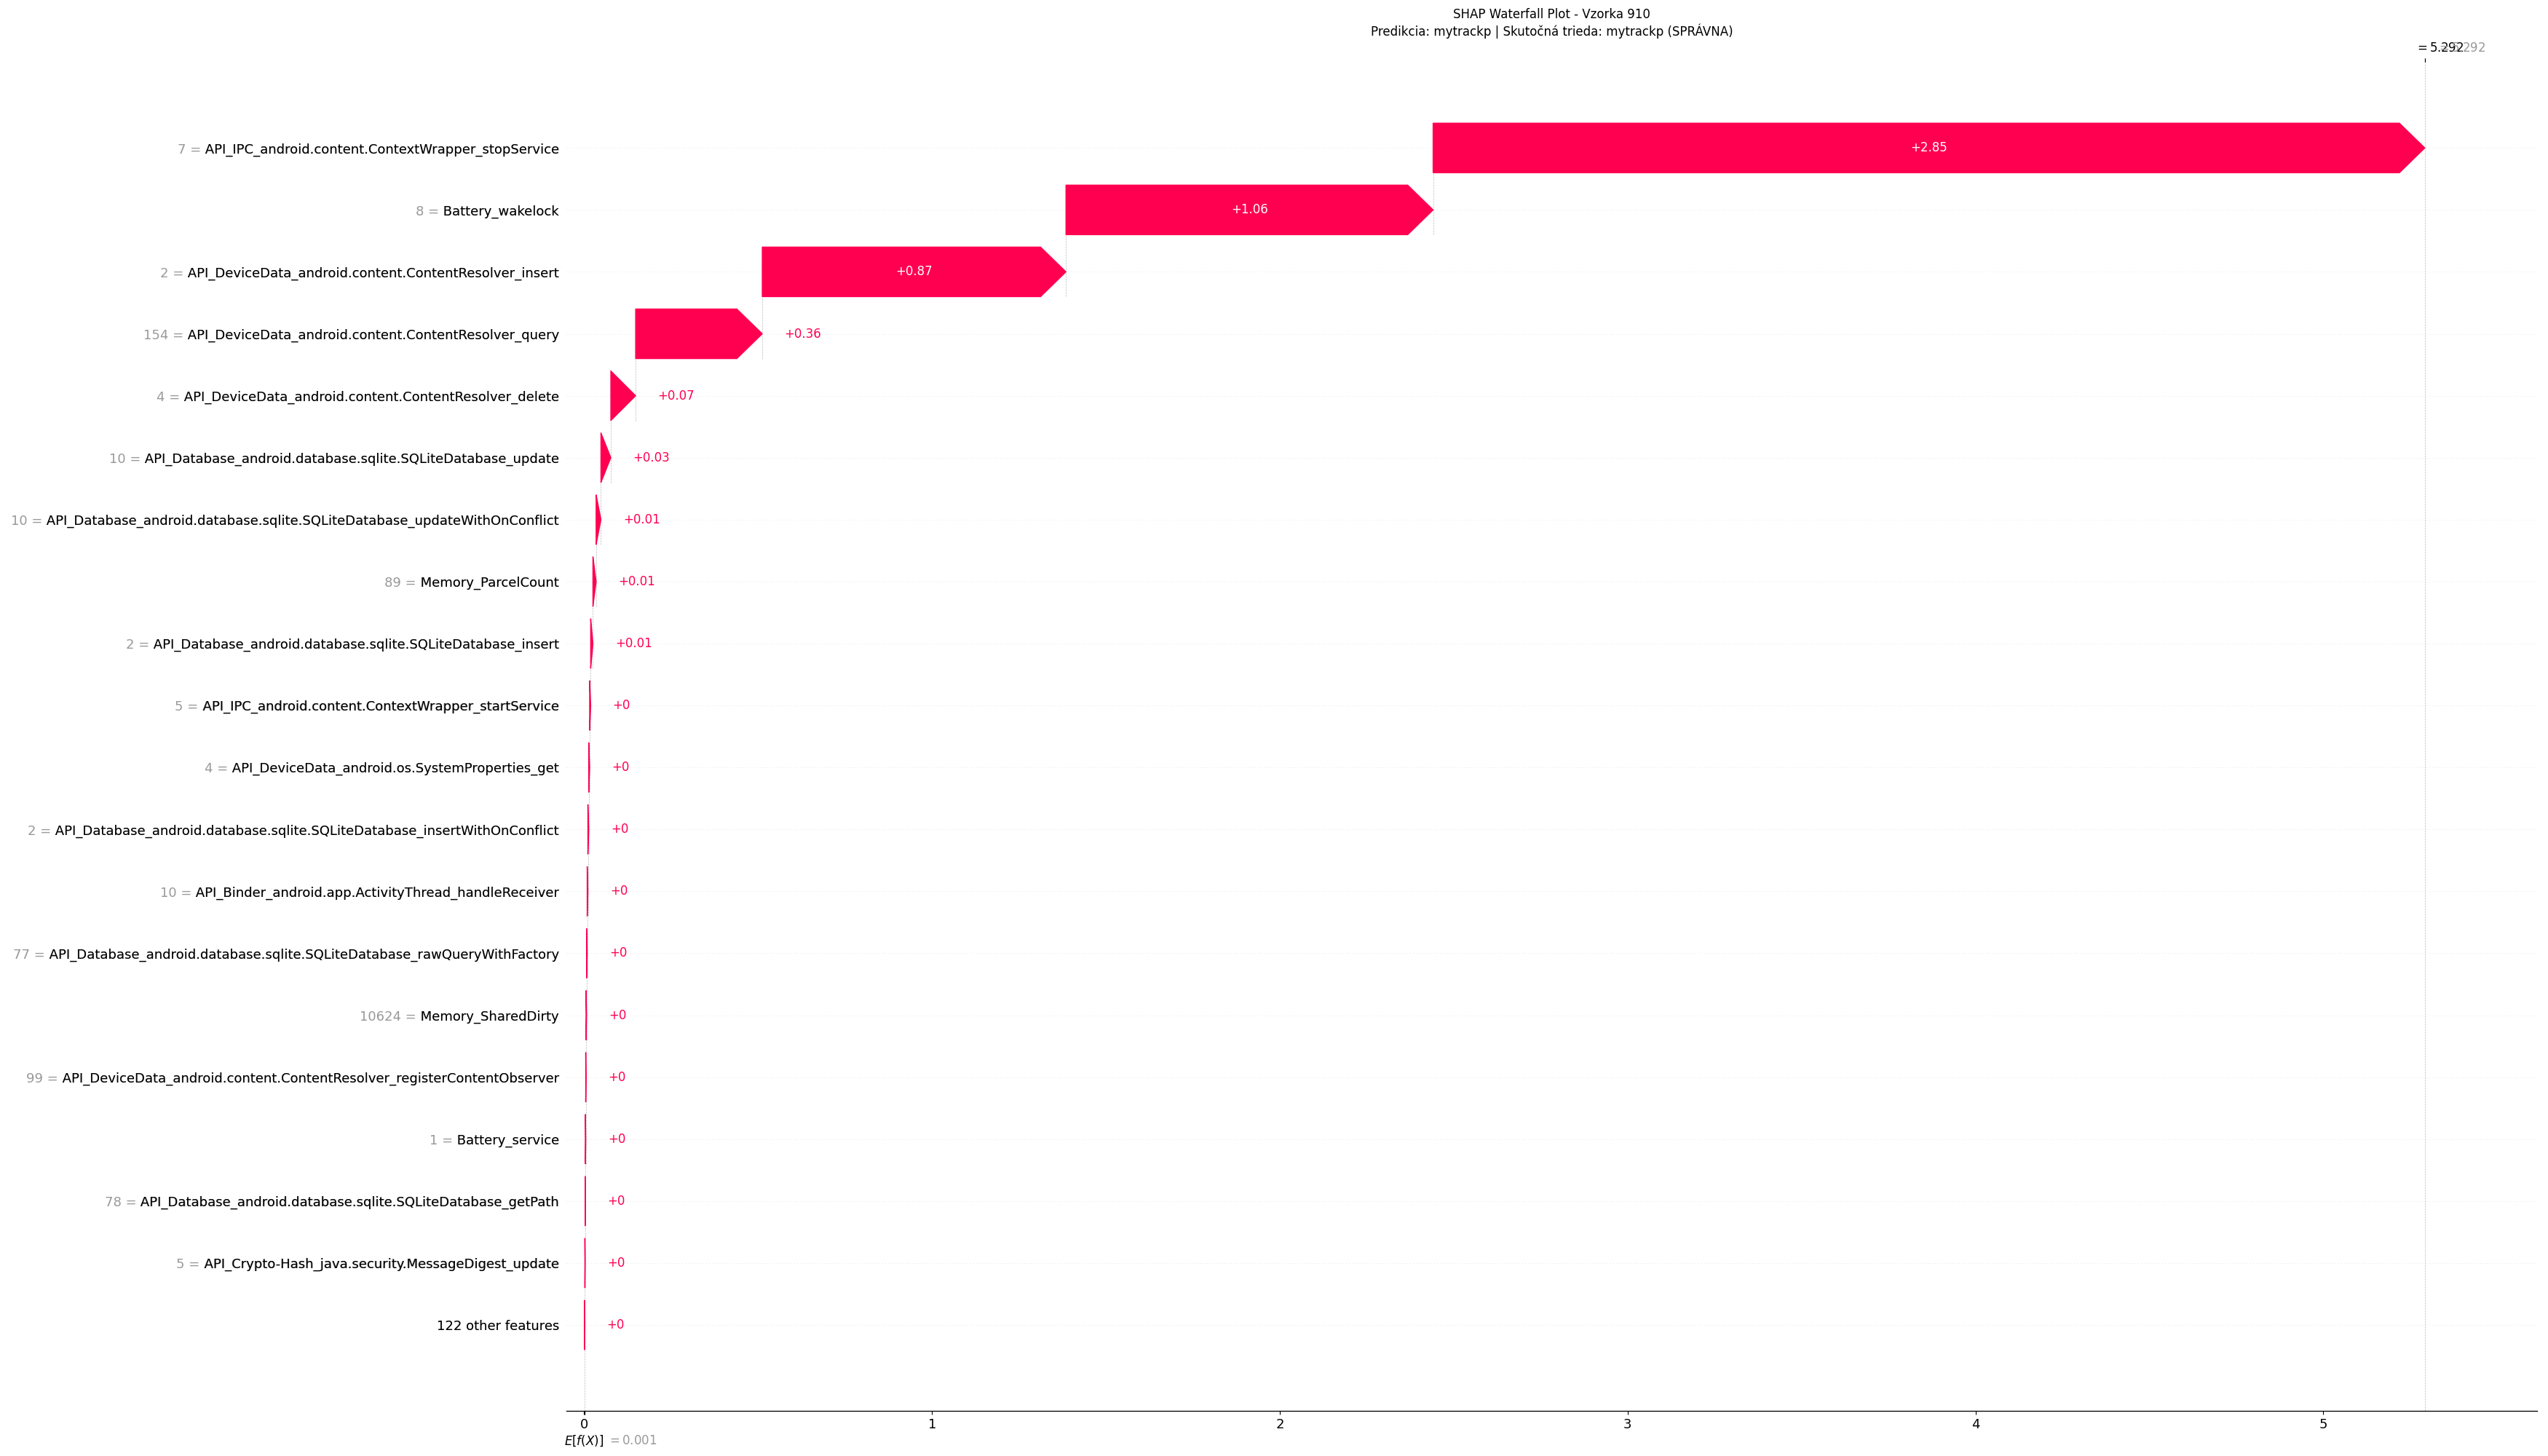 SHAP Waterfall Plot - Vzorka 910
Predikcia: mytrackp | Skutočná trieda: mytrackp (SPRÁVNA)
= 5.292
7 = API_IPC_android.content.ContextWrapper_stopService
+2.85
8 = Battery_wakelock
+1.06
2 = API_DeviceData_android.content.ContentResolver_insert
+0.87
154 = API_DeviceData_android.content.ContentResolver_query
+0.36
4 = API_DeviceData_android.content.ContentResolver_delete
+0.07
10 = API_Database_android.database.sqlite.SQLiteDatabase_update
+0.03
10 = API_Database_android.database.sqlite.SQLiteDatabase_updateWithOnConflict
+0.01
89 = Memory_ParcelCount
+0.01
2 = API_Database_android.database.sqlite.SQLiteDatabase_insert
+0.01
5 = API_IPC_android.content.ContextWrapper_startService
+0
4 = API_DeviceData_android.os.SystemProperties_get
+0
2 = API_Database_android.database.sqlite.SQLiteDatabase_insertWithOnConflict
+0
10 = API_Binder_android.app.ActivityThread_handleReceiver
+0
77 = API_Database_android.database.sqlite.SQLiteDatabase_rawQueryWithFactory
+0
10624 = Memory_SharedDirty
+0
99 = API_DeviceData_android.content.ContentResolver_registerContentObserver
+0
1 = Battery_service
+0
78 = API_Database_android.database.sqlite.SQLiteDatabase_getPath
+0
5 = API_Crypto-Hash_java.security.MessageDigest_update
+0
122 other features
+0
0 1 2 3 4 5
E[f(X)] = 0.001